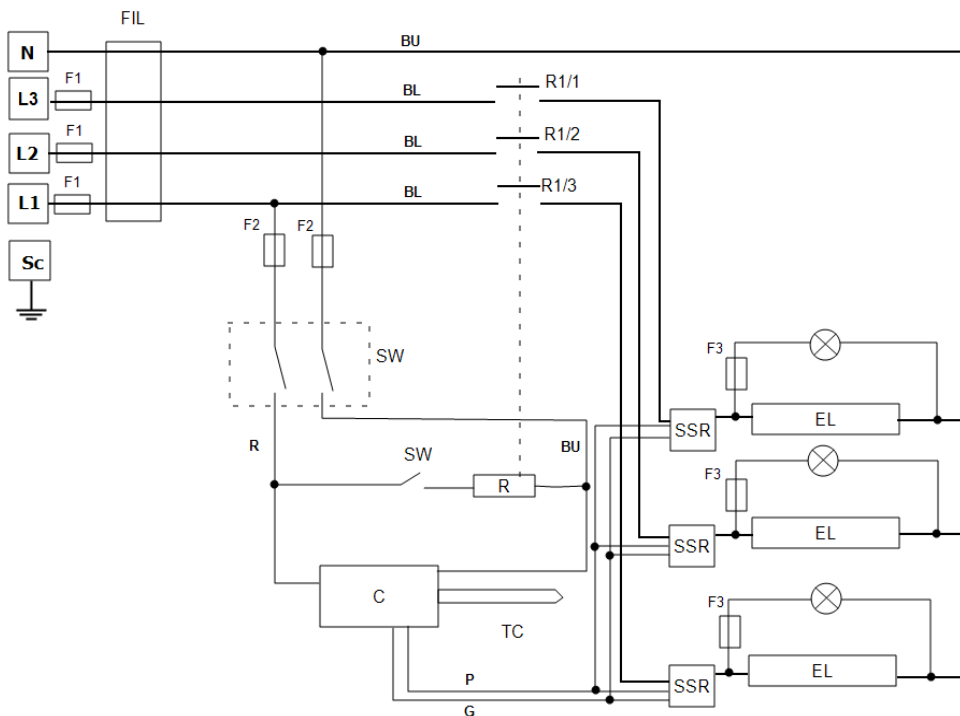 FIL
N
BU
F1
L3
BL
R1/1
F1
L2
BL
R1/2
F1
L1
BL
R1/3
F2
F2
Sc
SW
F3
EL
SSR
R
SW
BU
F3
R
EL
SSR
C
F3
TC
EL
P
SSR
G